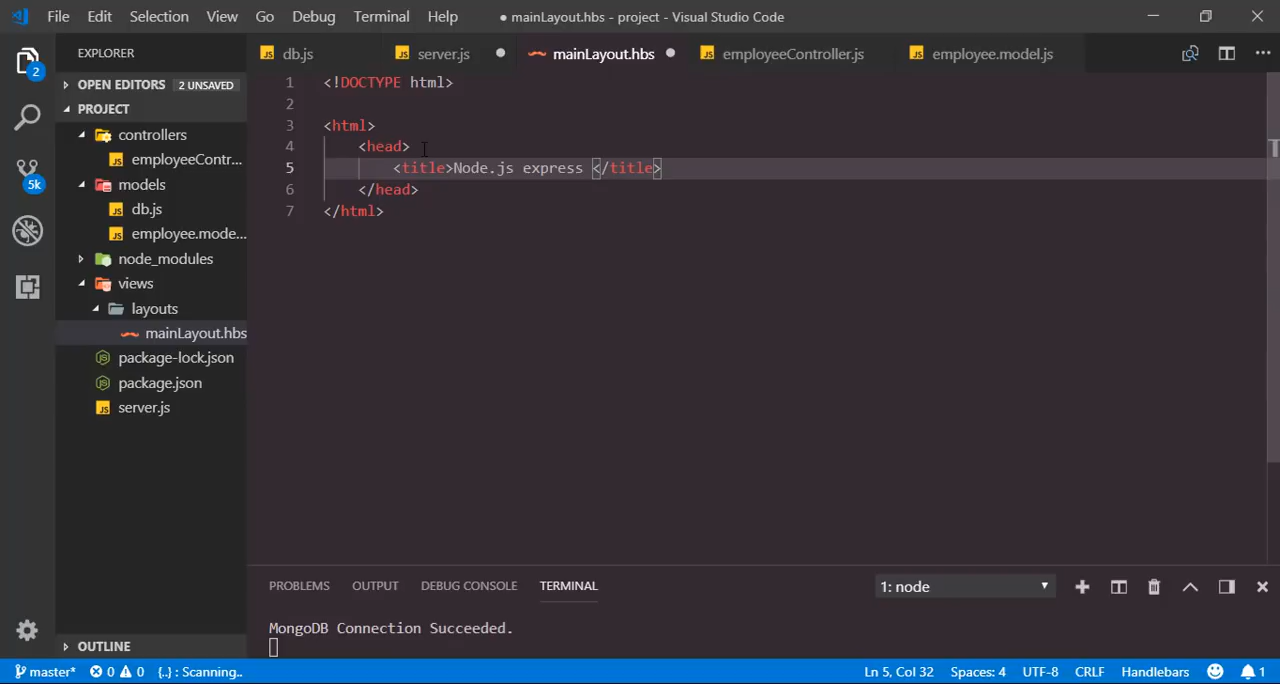 File Edit Selection View Go Debug Terminal Help
● mainLayout.hbs - project - Visual Studio Code
EXPLORER
db.js server.js mainLayout.hbs employeeController.js employee.model.js
2
OPEN EDITORS 2 UNSAVED
PROJECT
controllers
employeeContr...
5k
models
db.js
employee.mode...
node_modules
views
layouts
mainLayout.hbs
package-lock.json
package.json
server.js
OUTLINE
1 <!DOCTYPE html>
2
3 <html>
4 <head>
5 <title>Node.js express </title>
6 </head>
7 </html>
PROBLEMS OUTPUT DEBUG CONSOLE TERMINAL 1: node
MongoDB Connection Succeeded.
master* 0 0 {..} : Scanning.. Ln 5, Col 32 Spaces: 4 UTF-8 CRLF Handlebars 1